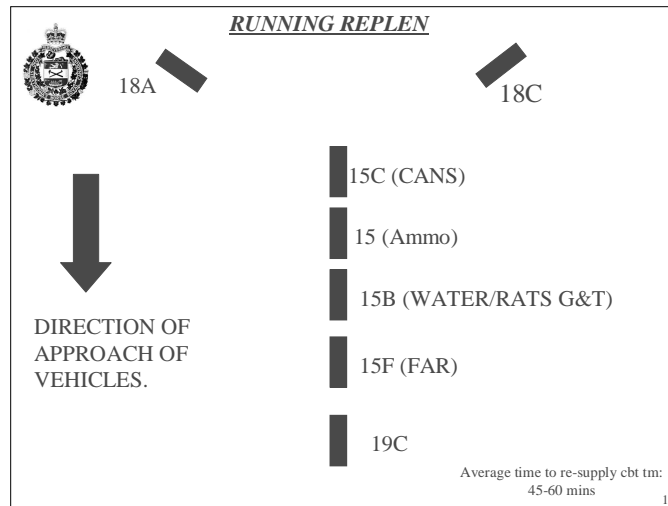 RUNNING REPLEN
18A
18C
15C (CANS)
15 (Ammo)
15B (WATER/RATS G&T)
DIRECTION OF
APPROACH OF
VEHICLES.
15F (FAR)
19C
Average time to re-supply cbt tm:
45-60 mins
1